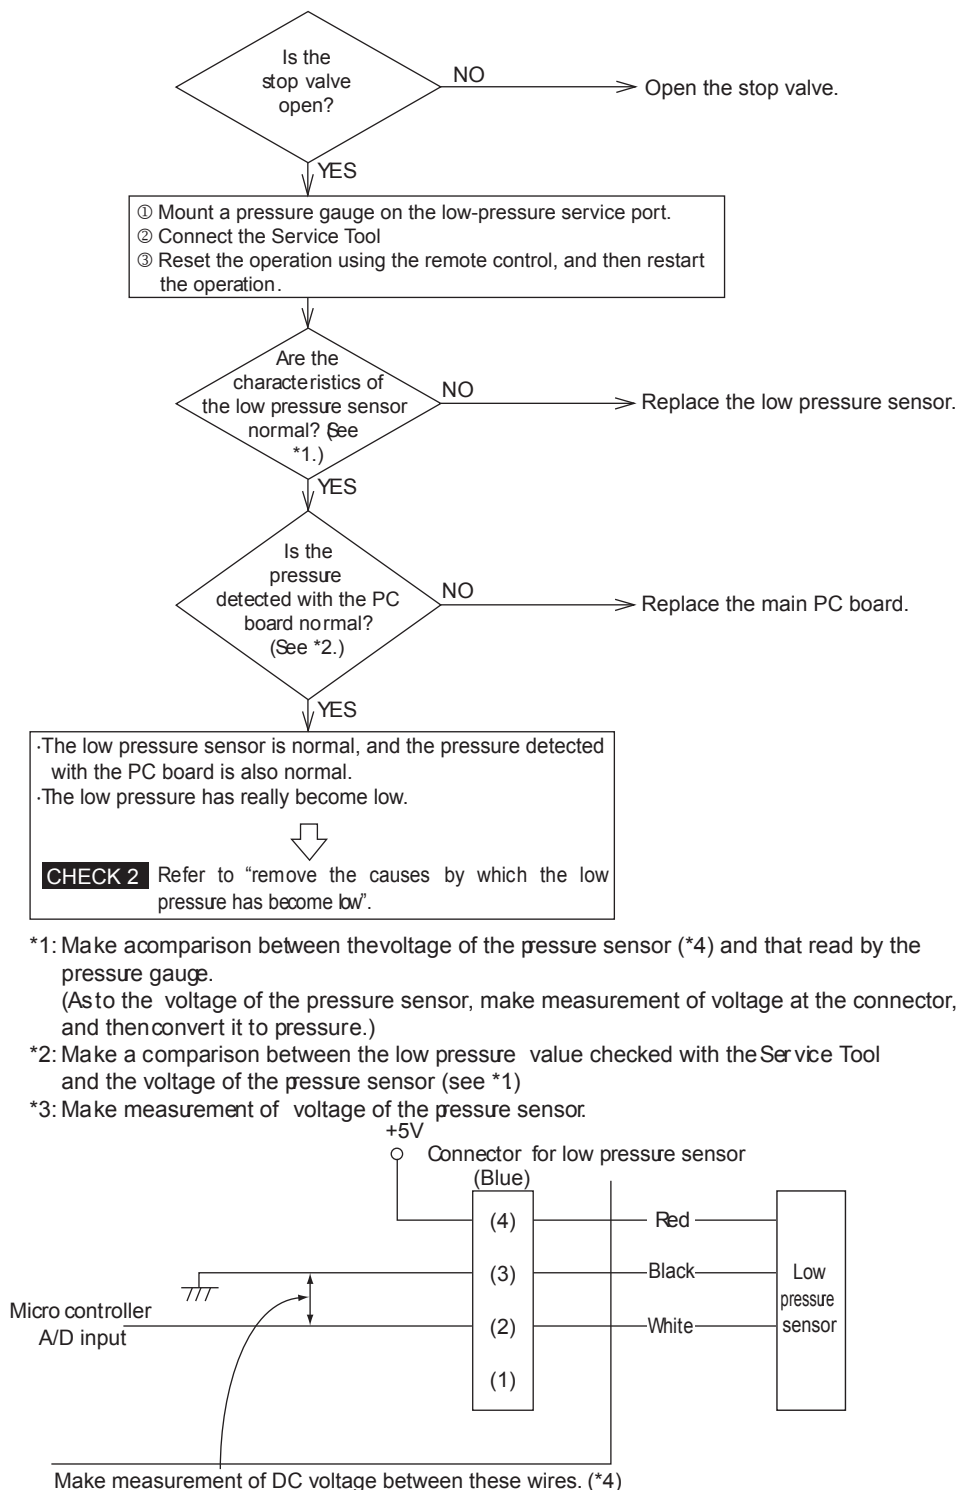 Is the
stop valve
open?
NO
Open the stop valve.
YES
① Mount a pressure gauge on the low-pressure service port.
② Connect the Service Tool
③ Reset the operation using the remote control, and then restart
the operation.
Are the
characteristics of
the low pressure sensor
normal? (See
*1.)
NO
Replace the low pressure sensor.
YES
Is the
pressure
detected with the PC
board normal?
(See *2.)
NO
Replace the main PC board.
YES
·The low pressure sensor is normal, and the pressure detected
with the PC board is also normal.
·The low pressure has really become low.
CHECK 2 Refer to “remove the causes by which the low
pressure has become low”.
*1: Make acomparison between thevoltage of the pressure sensor (*4) and that read by the
pressure gauge.
(As to the voltage of the pressure sensor, make measurement of voltage at the connector,
and then convert it to pressure.)
*2: Make a comparison between the low pressure value checked with the Service Tool
and the voltage of the pressure sensor (see *1)
*3: Make measurement of voltage of the pressure sensor.
+5V
Connector for low pressure sensor
(Blue)
(4)
Red
(3)
Black
Low
pressure
sensor
Micro controller
A/D input
(2)
White
(1)
Make measurement of DC voltage between these wires. (*4)